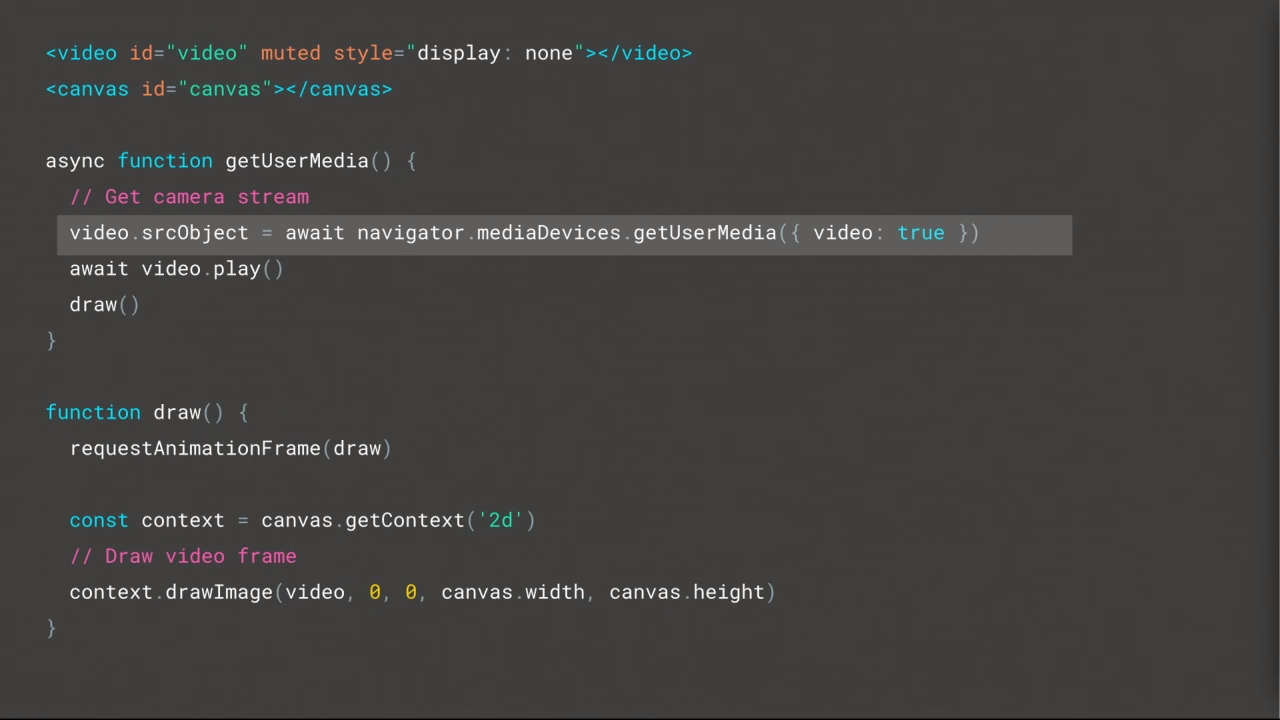 <video id="video" muted style="display: none"></video>
<canvas id="canvas"></canvas>
async function getUserMedia() {
// Get camera stream
video.srcObject = await navigator.mediaDevices.getUserMedia({ video: true })
await video.play()
draw()
}
function draw() {
requestAnimationFrame(draw)
const context = canvas.getContext('2d')
// Draw video frame
context.drawImage(video, 0, 0, canvas.width, canvas.height)
}